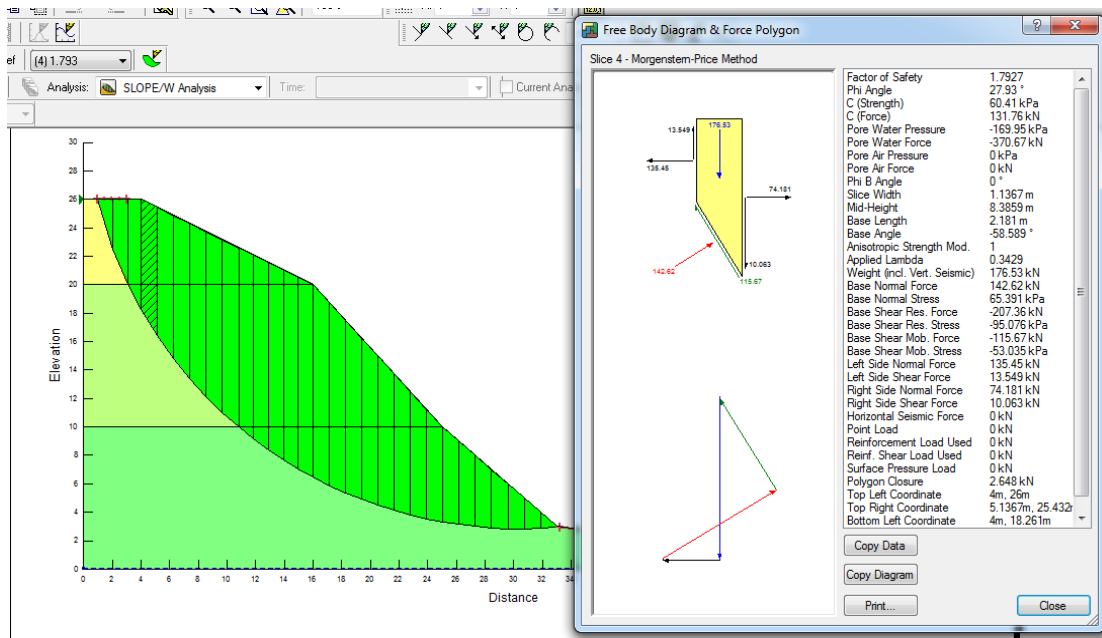 Free Body Diagram & Force Polygon
ef (4) 1.793
Analysis: SLOPE/W Analysis Time: Current Ana
Slice 4 - Morgenstern-Price Method
Factor of Safety 1.7927
Phi Angle 27.93 °
C (Strength) 60.41 kPa
C (Force) 131.76 kN
Pore Water Pressure -169.95 kPa
Pore Water Force -370.67 kN
Pore Air Pressure 0 kPa
Pore Air Force 0 kN
Phi B Angle 0 °
Slice Width 1.1367 m
Mid-Height 8.3859 m
Base Length 2.181 m
Base Angle -58.589 °
Anisotropic Strength Mod. 1
Applied Lambda 0.3429
Weight (incl. Vert. Seismic) 176.53 kN
Base Normal Force 142.62 kN
Base Normal Stress 65.391 kPa
Base Shear Res. Force -207.36 kN
Base Shear Res. Stress -95.076 kPa
Base Shear Mob. Force -115.67 kN
Base Shear Mob. Stress -53.035 kPa
Left Side Normal Force 135.45 kN
Left Side Shear Force 13.549 kN
Right Side Normal Force 74.181 kN
Right Side Shear Force 10.063 kN
Horizontal Seismic Force 0 kN
Point Load 0 kN
Reinforcement Load Used 0 kN
Reinf. Shear Load Used 0 kN
Surface Pressure Load 0 kN
Polygon Closure 2.648 kN
Top Left Coordinate 4m, 26m
Top Right Coordinate 5.1367m, 25.432r
Bottom Left Coordinate 4m, 18.261m
176.53
13.549
135.45
74.181
10.063
142.62
115.67
Copy Data
Copy Diagram
Print...
Close
30
28
26
24
22
20
18
16
14
12
10
8
6
4
2
0
Elevation
0 2 4 6 8 10 12 14 16 18 20 22 24 26 28 30 32 34
Distance